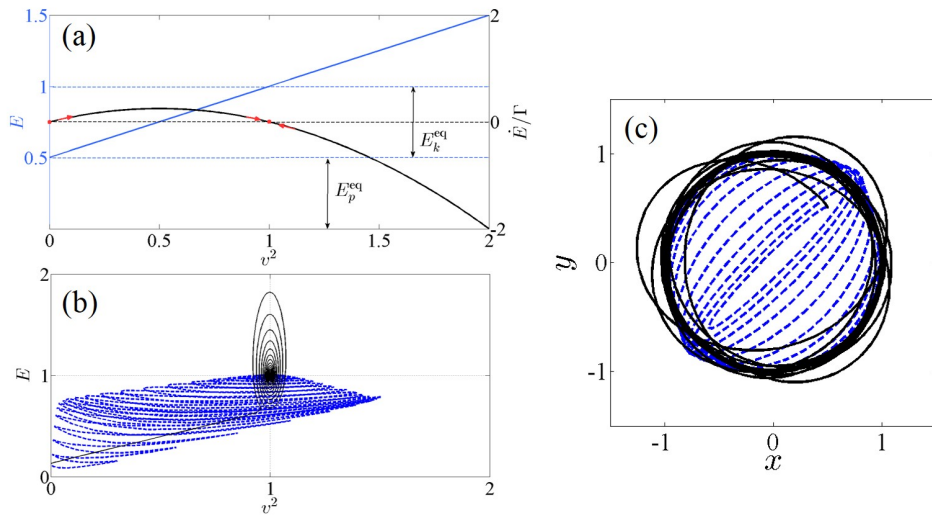 (a)
1.5
1
0.5
E
2
0
-2
Ė/Γ
E_k^eq
E_p^eq
0 0.5 1 1.5 2
v²
(b)
2
1
0
E
0 1 2
v²
(c)
1
0
-1
y
-1 0 1
x